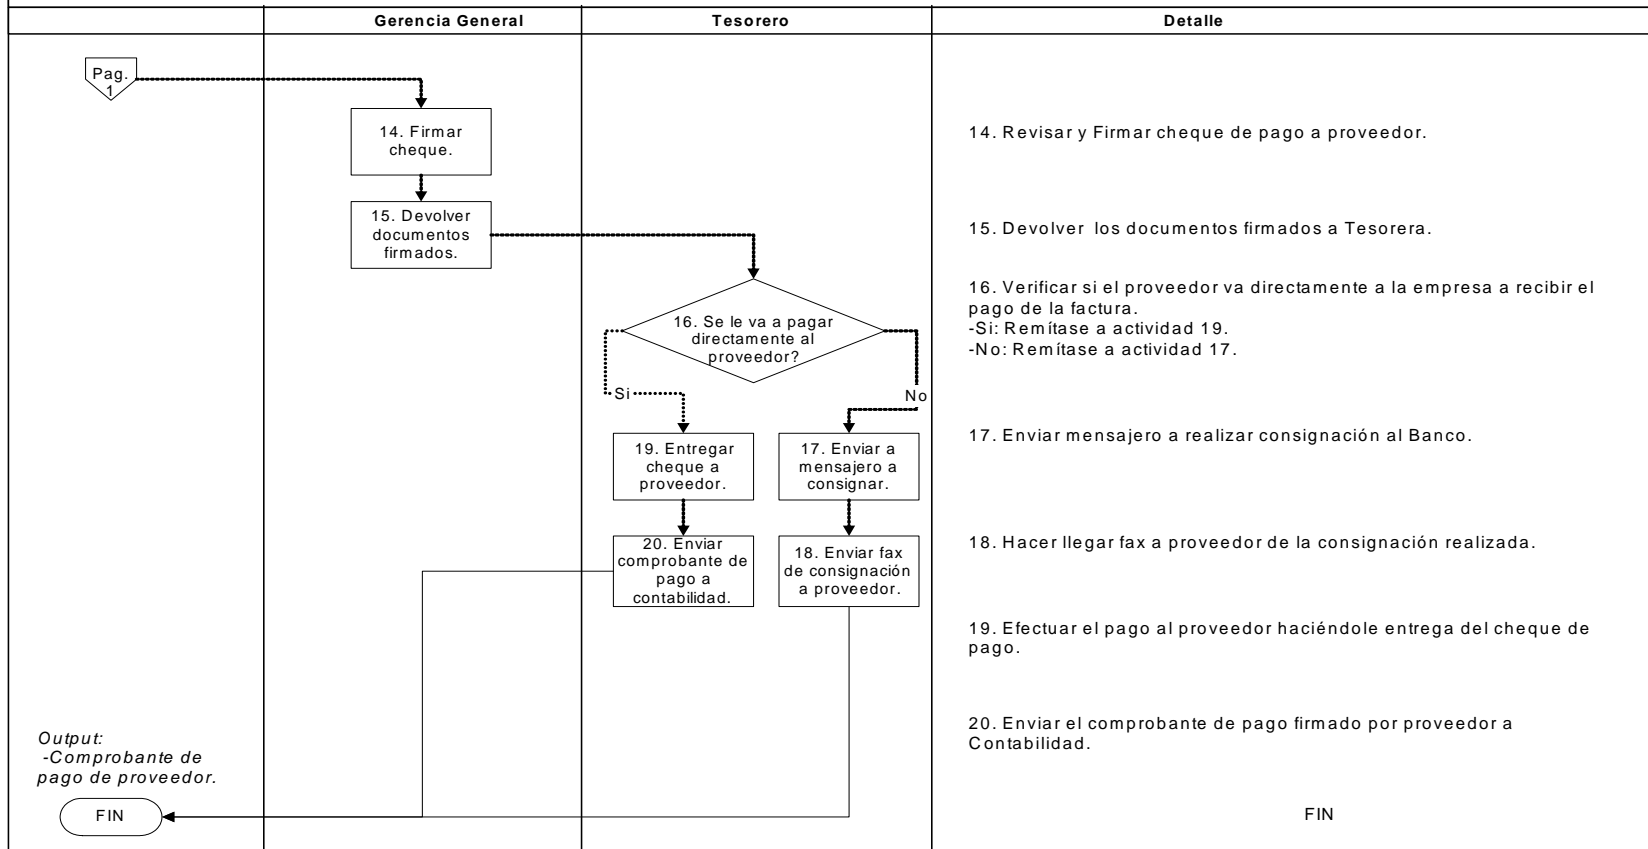 Gerencia General
Tesorero
Detalle
Pag.
1
14. Firmar
cheque.
14. Revisar y Firmar cheque de pago a proveedor.
15. Devolver
documentos
firmados.
15. Devolver los documentos firmados a Tesorera.
16. Se le va a pagar
directamente al
proveedor?
16. Verificar si el proveedor va directamente a la empresa a recibir el
pago de la factura.
-Si: Remítase a actividad 19.
-No: Remítase a actividad 17.
Si
No
19. Entregar
cheque a
proveedor.
17. Enviar a
mensajero a
consignar.
17. Enviar mensajero a realizar consignación al Banco.
20. Enviar
comprobante de
pago a
contabilidad.
18. Enviar fax
de consignación
a proveedor.
18. Hacer llegar fax a proveedor de la consignación realizada.
19. Efectuar el pago al proveedor haciéndole entrega del cheque de
pago.
20. Enviar el comprobante de pago firmado por proveedor a
Contabilidad.
Output:
-Comprobante de
pago de proveedor.
FIN
FIN